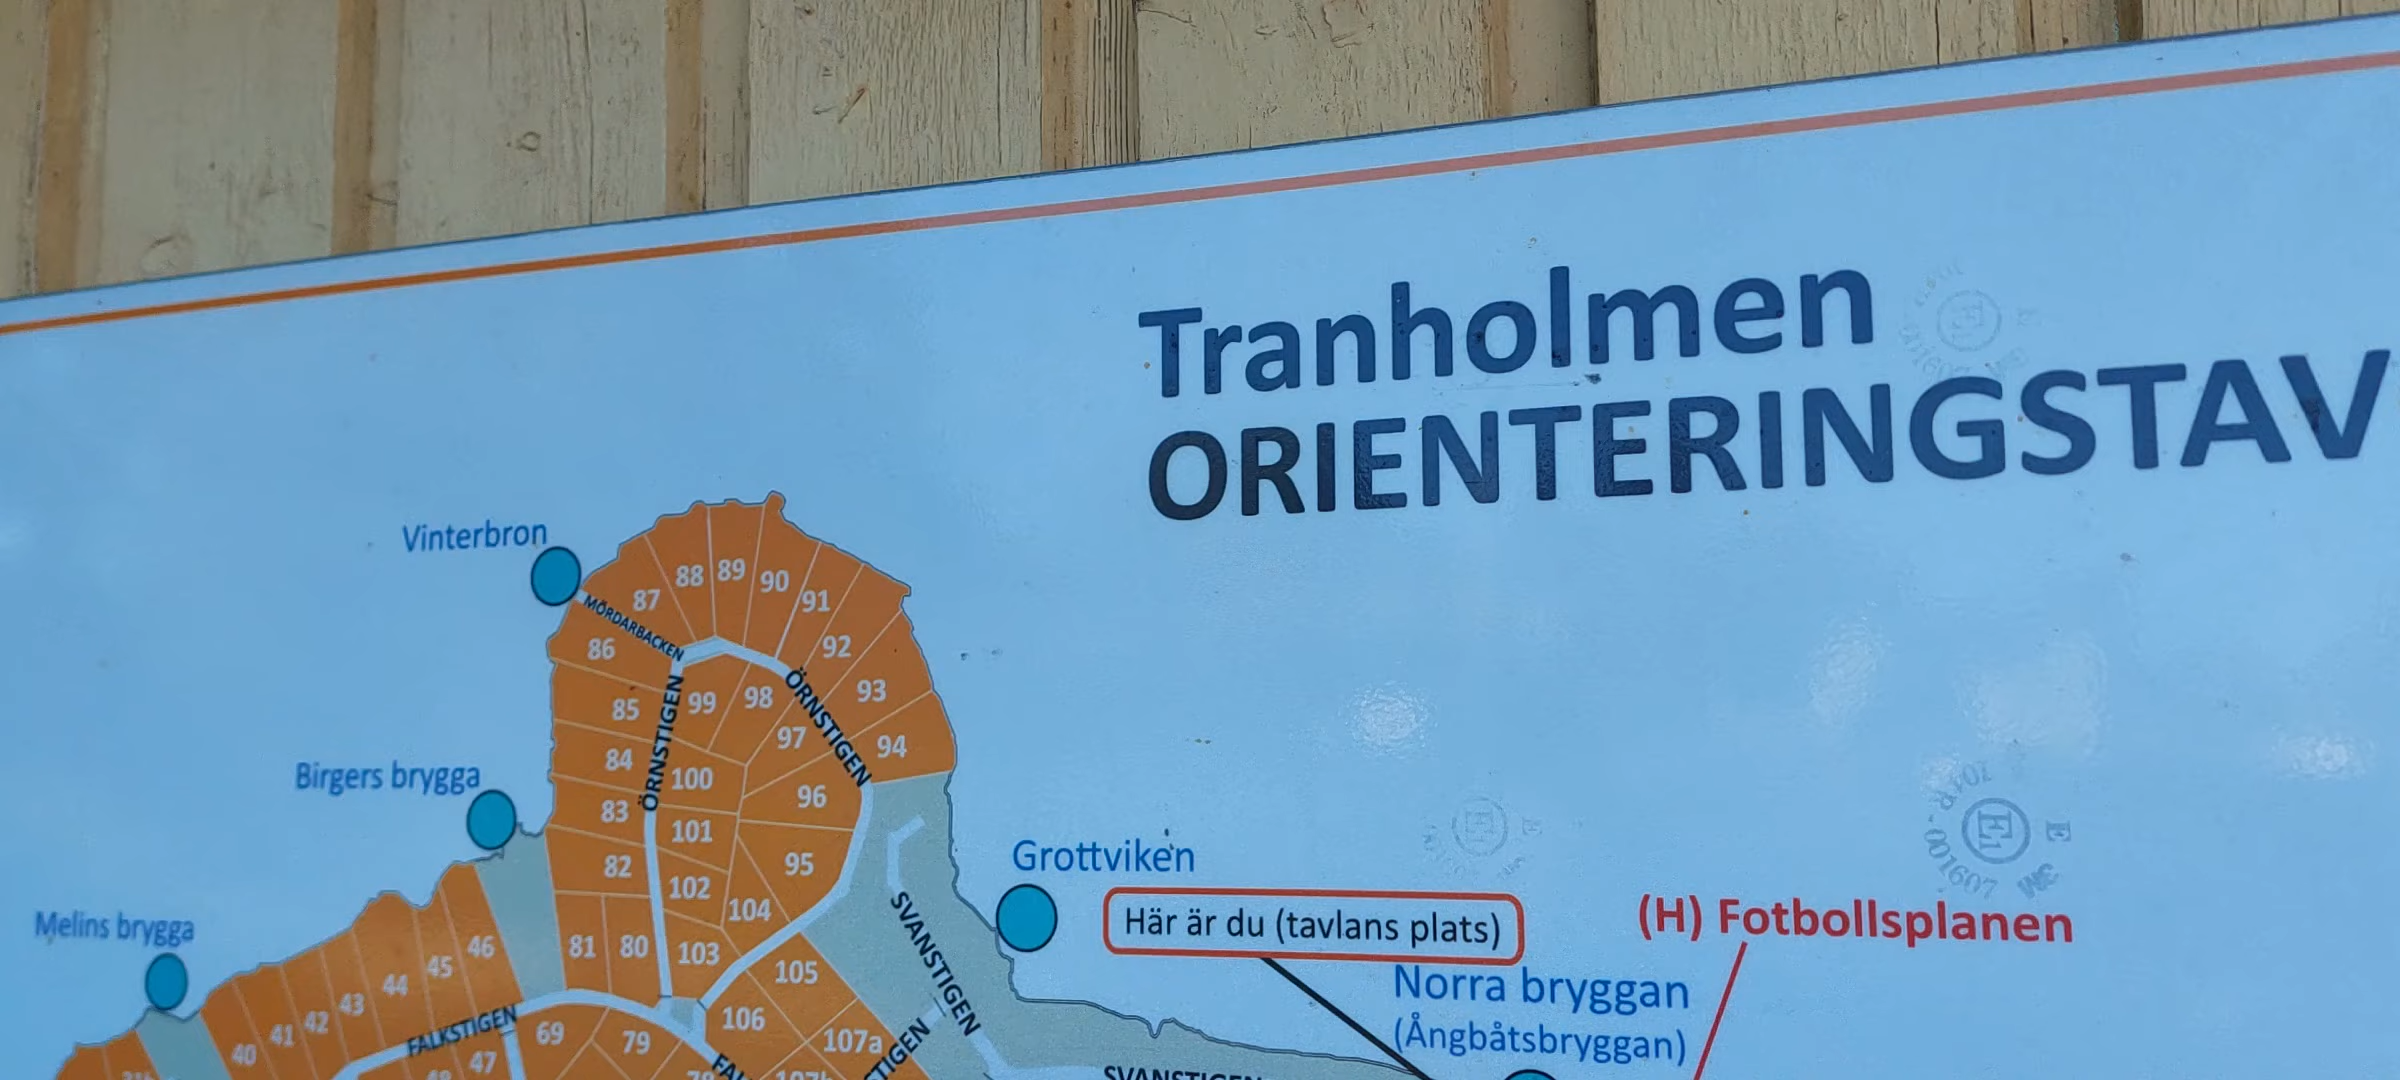 Tranholmen
ORIENTERINGSTAV
Vinterbron
MÖRDARBACKEN
87
88
89
90
91
92
93
94
86
85
84
83
82
81
80
ÖRNSTIGEN
ÖRNSTIGEN
99
98
97
100
96
101
95
102
104
103
105
106
107a
Birgers brygga
Melins brygga
Grottviken
Här är du (tavlans plats)
(H) Fotbollsplanen
Norra bryggan
(Ångbåtsbryggan)
SVANSTIGEN
SVANSTIGEN
46
45
44
43
42
41
40
FALKSTIGEN
69
79
47
001607
3M